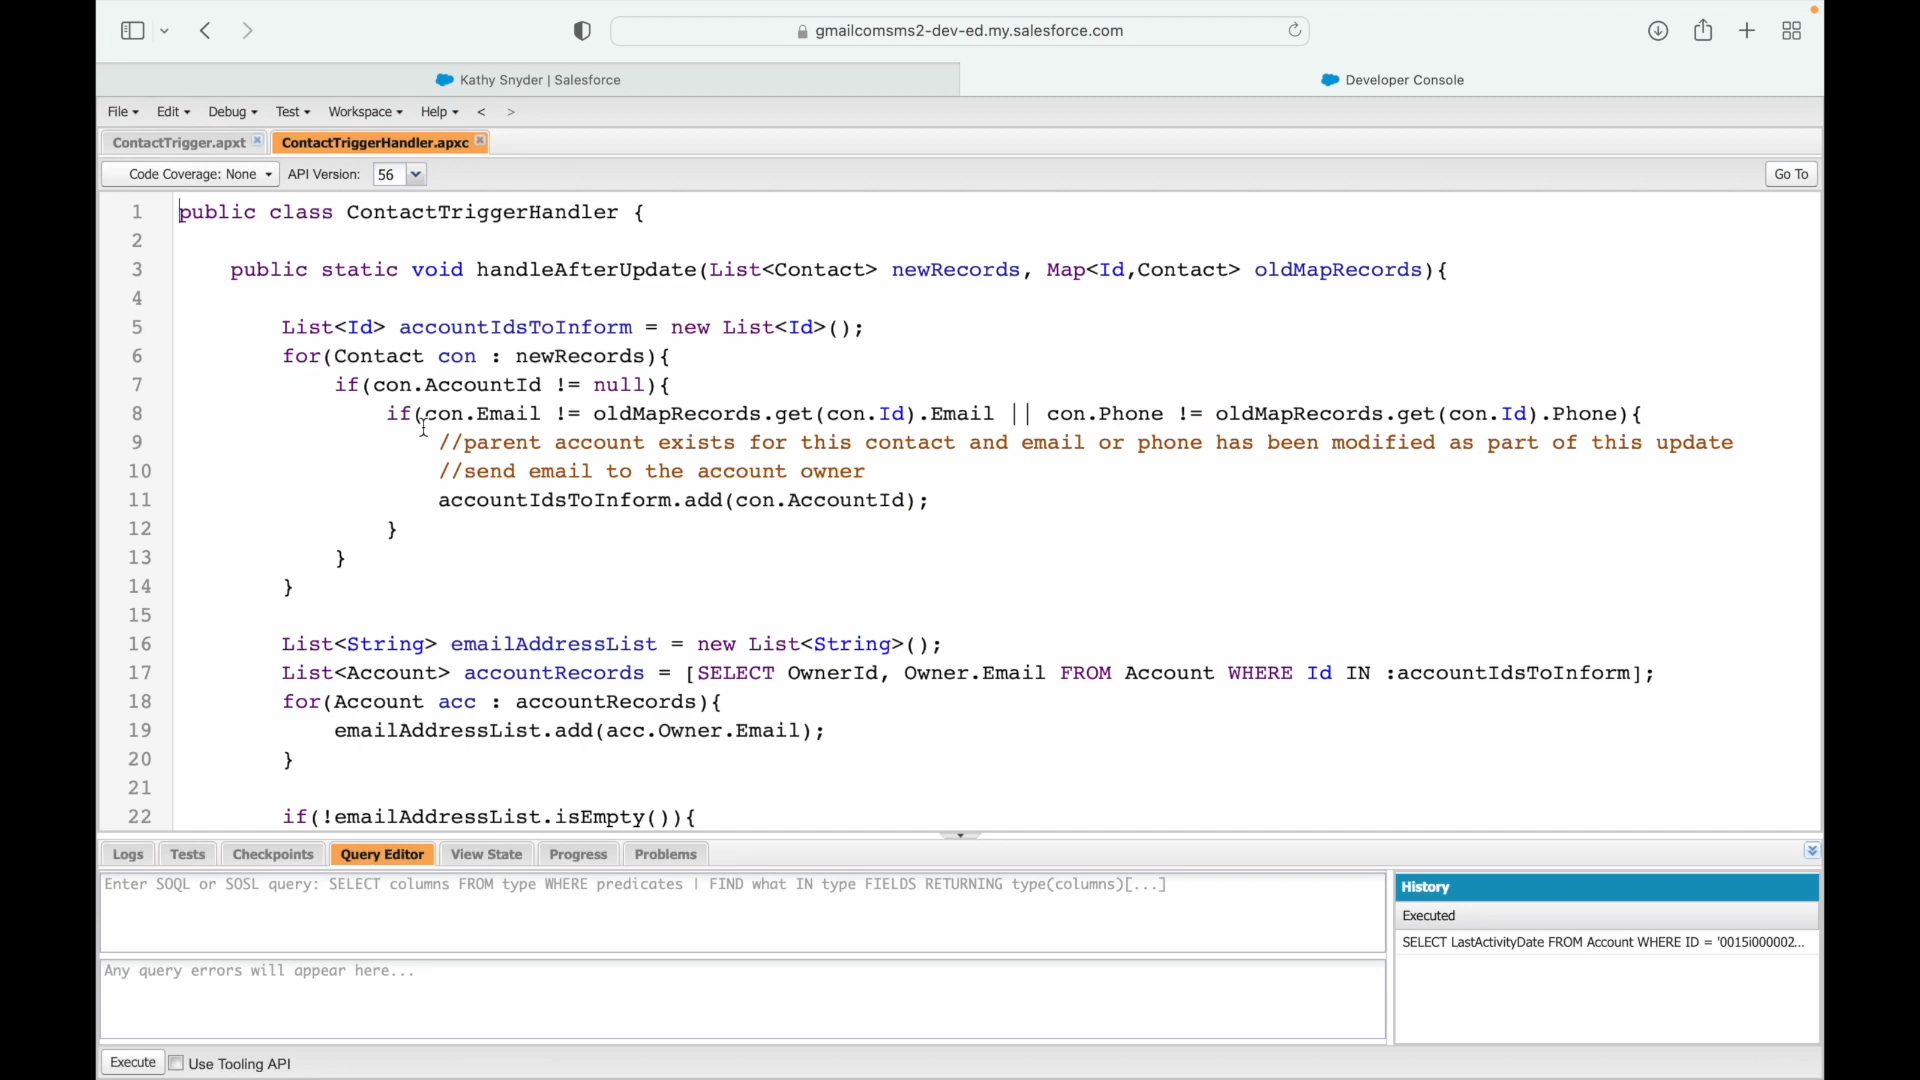 gmailcomsms2-dev-ed.my.salesforce.com
Kathy Snyder | Salesforce
Developer Console
File Edit Debug Test Workspace Help < >
ContactTrigger.apxt
ContactTriggerHandler.apxc
Code Coverage: None API Version: 56 Go To
1 public class ContactTriggerHandler {
2
3 public static void handleAfterUpdate(List<Contact> newRecords, Map<Id,Contact> oldMapRecords){
4
5 List<Id> accountIdsToInform = new List<Id>();
6 for(Contact con : newRecords){
7 if(con.AccountId != null){
8 if(con.Email != oldMapRecords.get(con.Id).Email || con.Phone != oldMapRecords.get(con.Id).Phone){
9 //parent account exists for this contact and email or phone has been modified as part of this update
10 //send email to the account owner
11 accountIdsToInform.add(con.AccountId);
12 }
13 }
14 }
15
16 List<String> emailAddressList = new List<String>();
17 List<Account> accountRecords = [SELECT OwnerId, Owner.Email FROM Account WHERE Id IN :accountIdsToInform];
18 for(Account acc : accountRecords){
19 emailAddressList.add(acc.Owner.Email);
20 }
21
22 if(!emailAddressList.isEmpty()){
Logs Tests Checkpoints Query Editor View State Progress Problems
Enter SOQL or SOSL query: SELECT columns FROM type WHERE predicates | FIND what IN type FIELDS RETURNING type(columns)[...]
Any query errors will appear here...
History
Executed
SELECT LastActivityDate FROM Account WHERE ID = '0015i000002...
Execute Use Tooling API